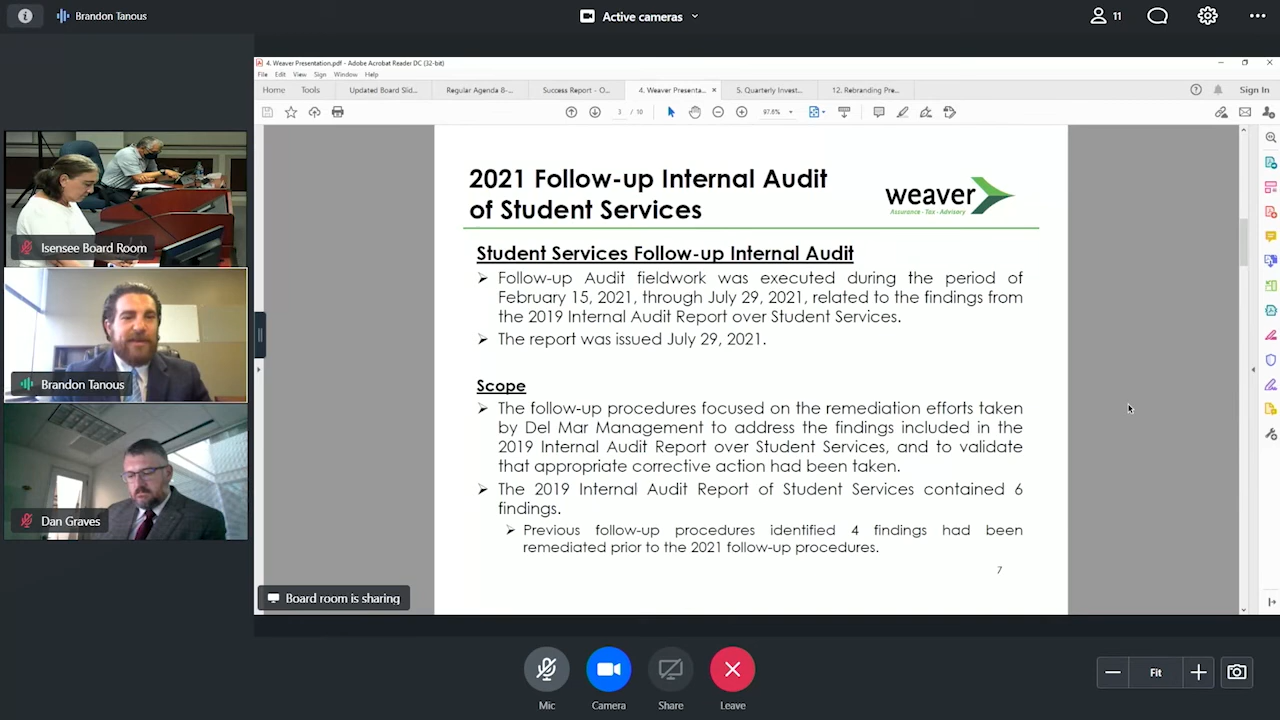 Brandon Tanous
Active cameras
11
4. Weaver Presentation.pdf - Adobe Acrobat Reader DC (32-bit)
File Edit View Sign Window Help
Home Tools Updated Board Slid... Regular Agenda 8-... Success Report - O... 4. Weaver Presenta... × 5. Quarterly Invest... 12. Rebranding Pre... Sign In
3 / 10 97.8%
2021 Follow-up Internal Audit
of Student Services
weaver
Assurance · Tax · Advisory
Student Services Follow-up Internal Audit
Follow-up Audit fieldwork was executed during the period of
February 15, 2021, through July 29, 2021, related to the findings from
the 2019 Internal Audit Report over Student Services.
The report was issued July 29, 2021.
Scope
The follow-up procedures focused on the remediation efforts taken
by Del Mar Management to address the findings included in the
2019 Internal Audit Report over Student Services, and to validate
that appropriate corrective action had been taken.
The 2019 Internal Audit Report of Student Services contained 6
findings.
Previous follow-up procedures identified 4 findings had been
remediated prior to the 2021 follow-up procedures.
7
Isensee Board Room
Brandon Tanous
Dan Graves
Board room is sharing
Mic Camera Share Leave
Fit